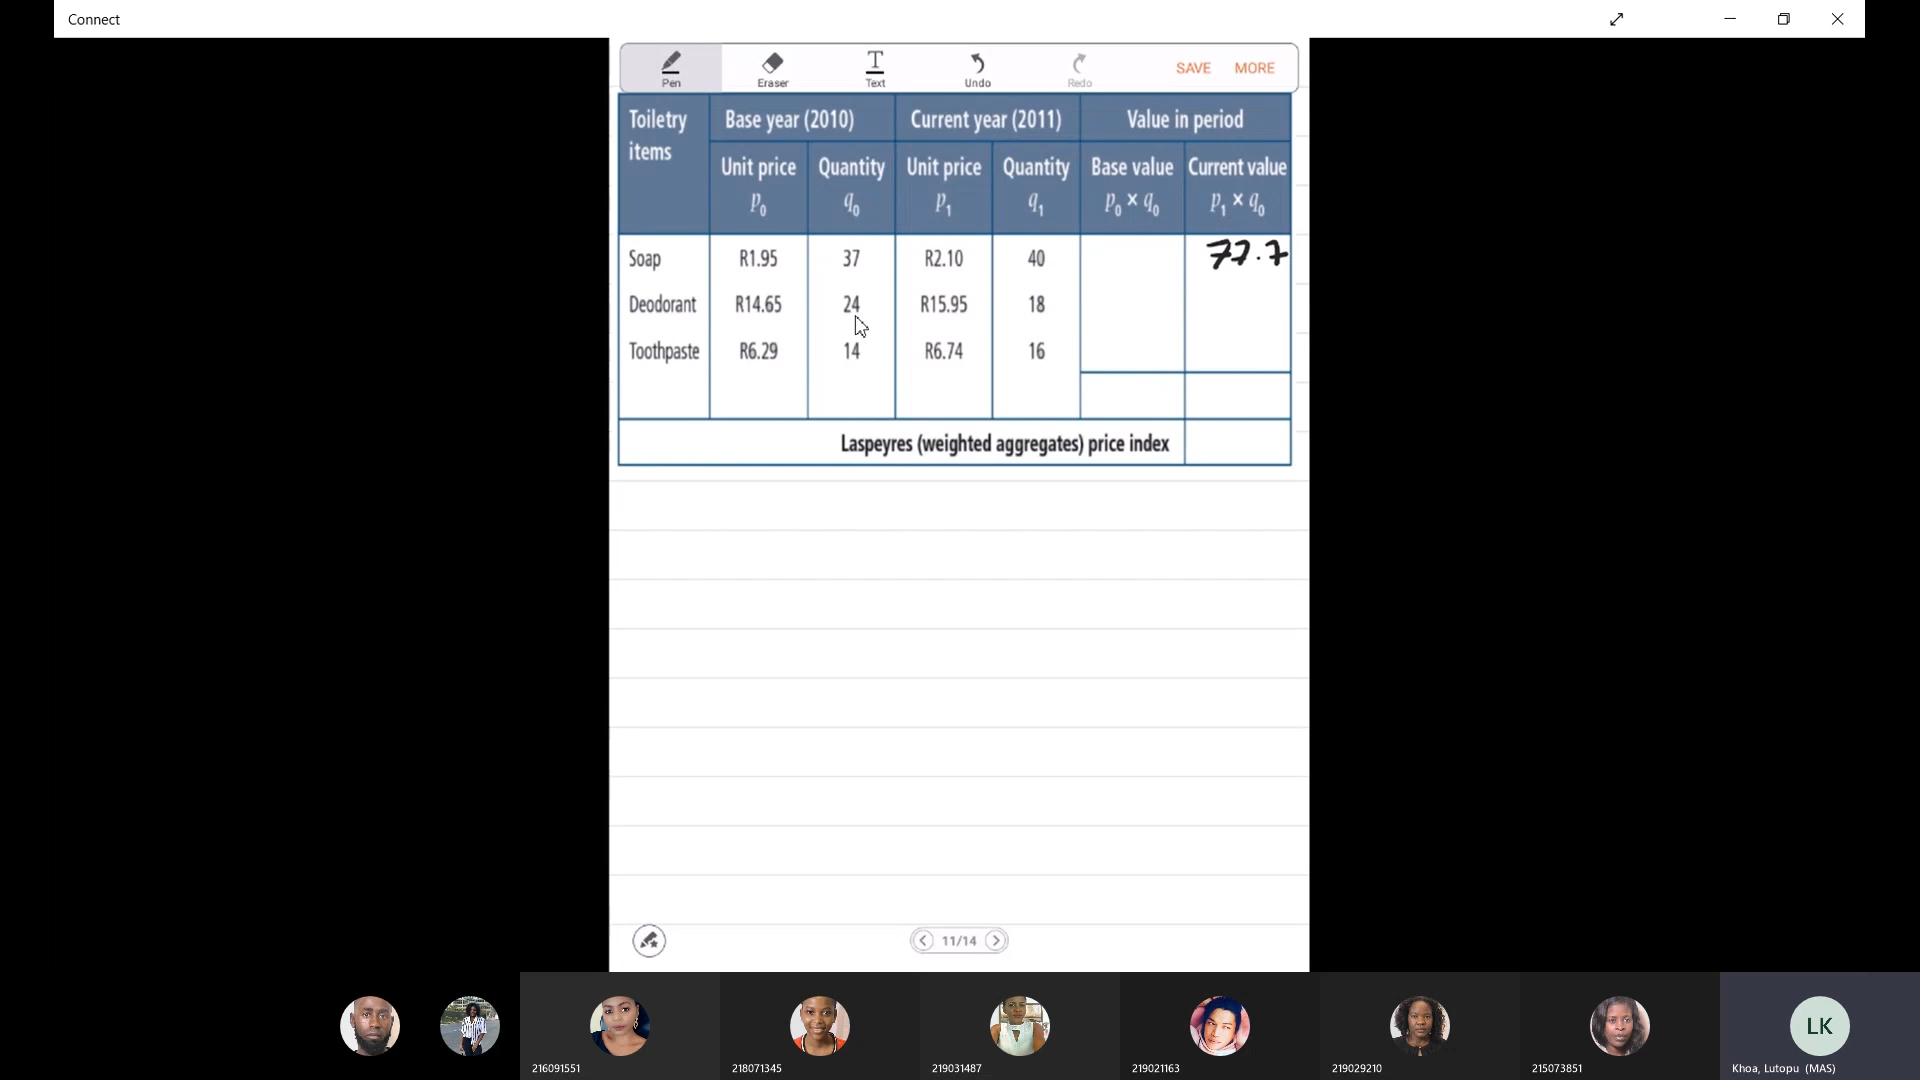 Connect
Pen Eraser Text Undo Redo SAVE MORE
Toiletry items Base year (2010) Current year (2011) Value in period
Unit price Quantity Unit price Quantity Base value Current value
p0 q0 p1 q1 p0 × q0 p1 × q0
Soap R1.95 37 R2.10 40 77.7
Deodorant R14.65 24 R15.95 18
Toothpaste R6.29 14 R6.74 16
Laspeyres (weighted aggregates) price index
11/14
LK
216091551 218071345 219031487 219021163 219029210 215073851 Khoa, Lutopu (MAS)